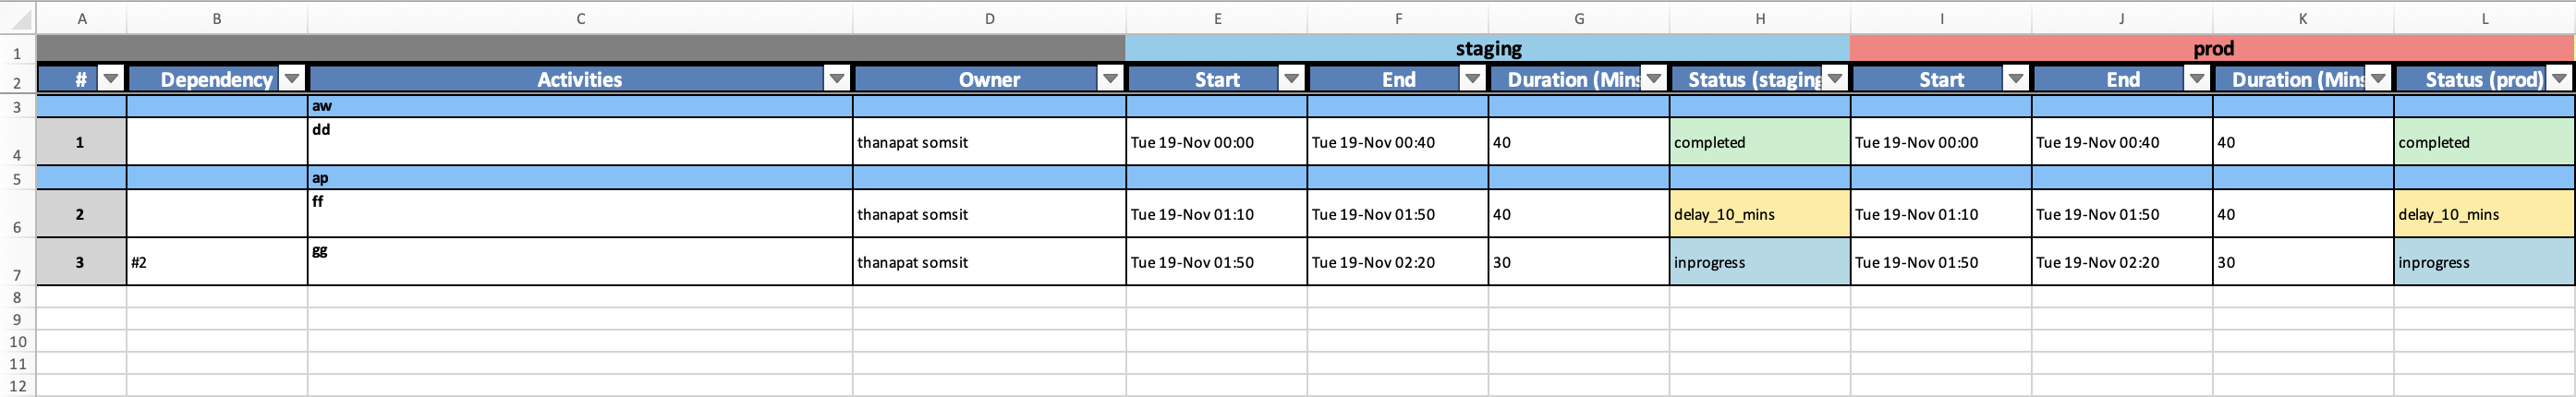 A B C D E F G H I J K L
1 staging prod
2 # Dependency Activities Owner Start End Duration (Mins Status (staging Start End Duration (Mins Status (prod)
3 aw
4 1 dd thanapat somsit Tue 19-Nov 00:00 Tue 19-Nov 00:40 40 completed Tue 19-Nov 00:00 Tue 19-Nov 00:40 40 completed
5 ap
6 2 ff thanapat somsit Tue 19-Nov 01:10 Tue 19-Nov 01:50 40 delay_10_mins Tue 19-Nov 01:10 Tue 19-Nov 01:50 40 delay_10_mins
7 3 #2 gg thanapat somsit Tue 19-Nov 01:50 Tue 19-Nov 02:20 30 inprogress Tue 19-Nov 01:50 Tue 19-Nov 02:20 30 inprogress
8
9
10
11
12